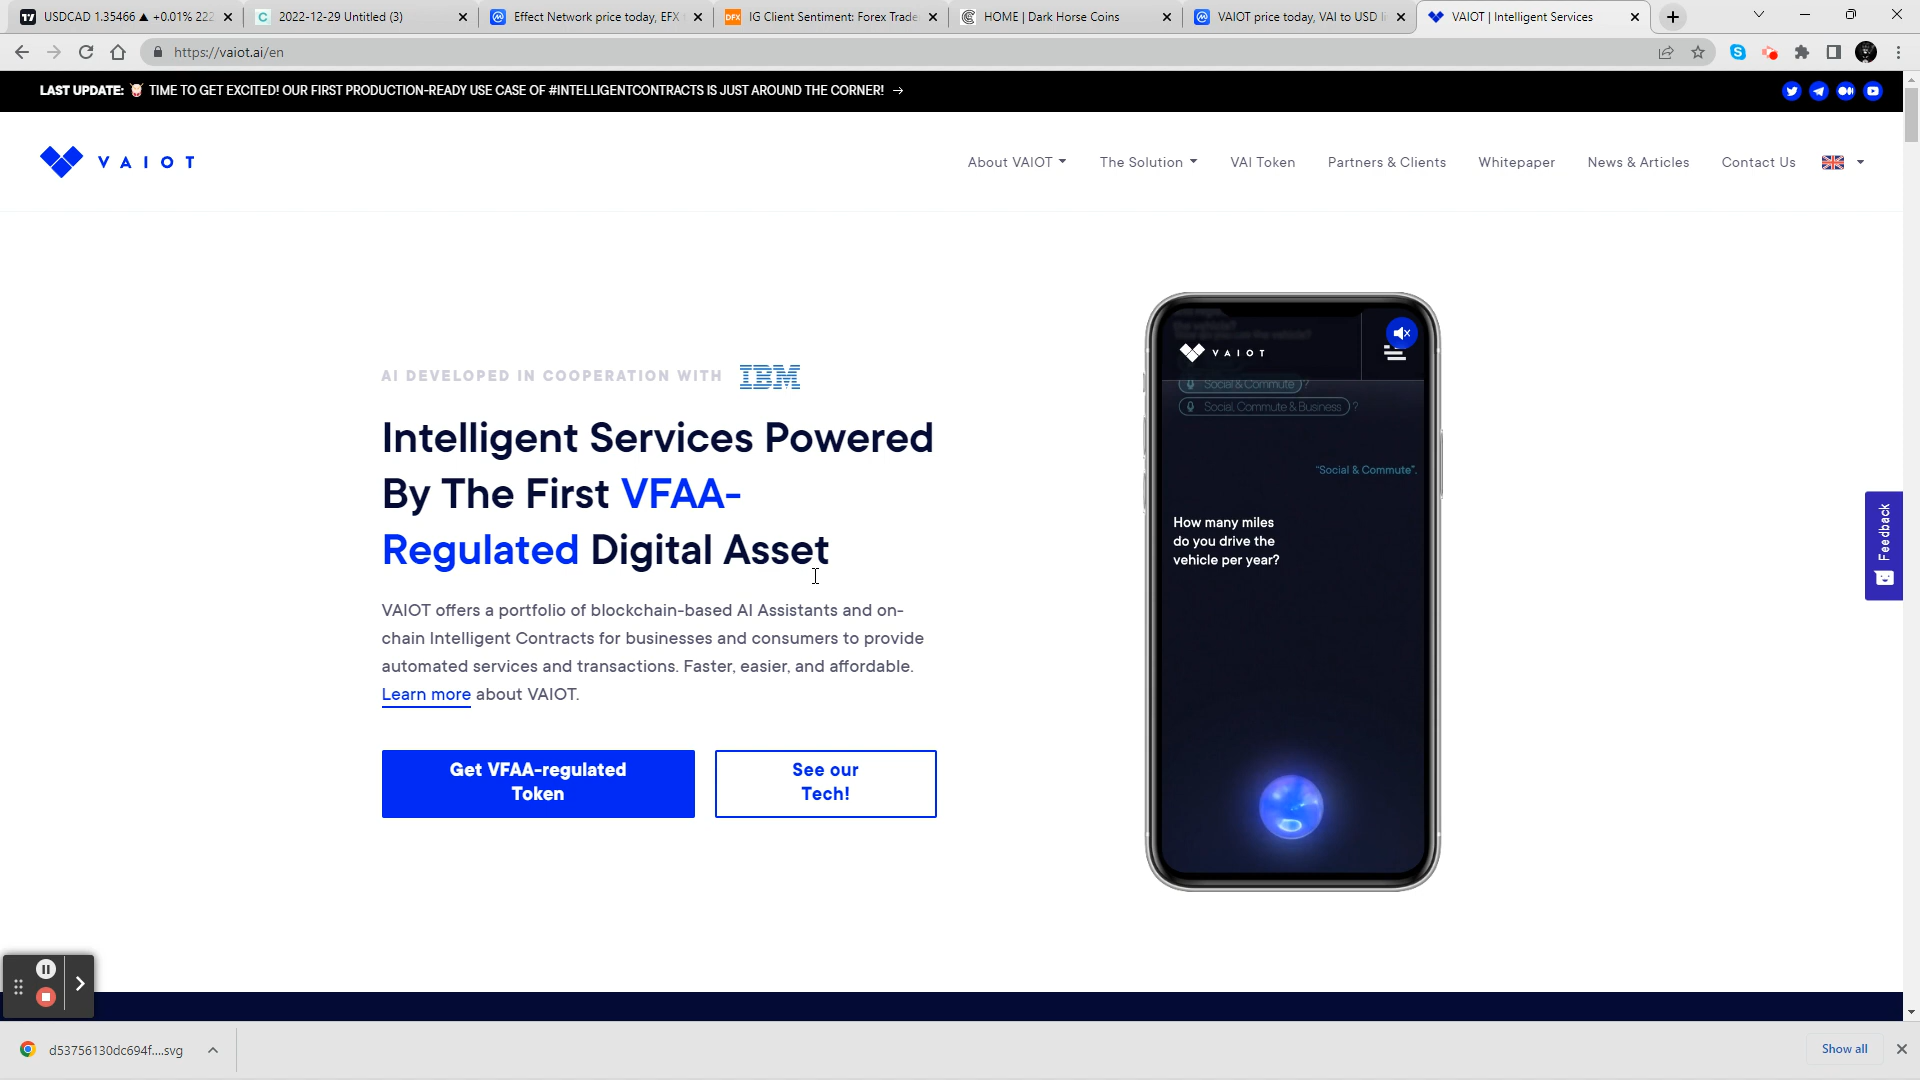 USDCAD 1.35466 ▲ +0.01% 222
2022-12-29 Untitled (3)
Effect Network price today, EFX
IG Client Sentiment: Forex Trade
HOME | Dark Horse Coins
VAIOT price today, VAI to USD li
VAIOT | Intelligent Services
https://vaiot.ai/en
LAST UPDATE: TIME TO GET EXCITED! OUR FIRST PRODUCTION-READY USE CASE OF #INTELLIGENTCONTRACTS IS JUST AROUND THE CORNER! →
VAIOT
About VAIOT
The Solution
VAI Token
Partners & Clients
Whitepaper
News & Articles
Contact Us
AI DEVELOPED IN COOPERATION WITH IBM
Intelligent Services Powered
By The First VFAA-
Regulated Digital Asset
VAIOT offers a portfolio of blockchain-based AI Assistants and on-
chain Intelligent Contracts for businesses and consumers to provide
automated services and transactions. Faster, easier, and affordable.
Learn more about VAIOT.
Get VFAA-regulated
Token
See our
Tech!
VAIOT
Social & Commute ?
Social, Commute & Business ?
"Social & Commute".
How many miles
do you drive the
vehicle per year?
Feedback
d53756130dc694f....svg
Show all